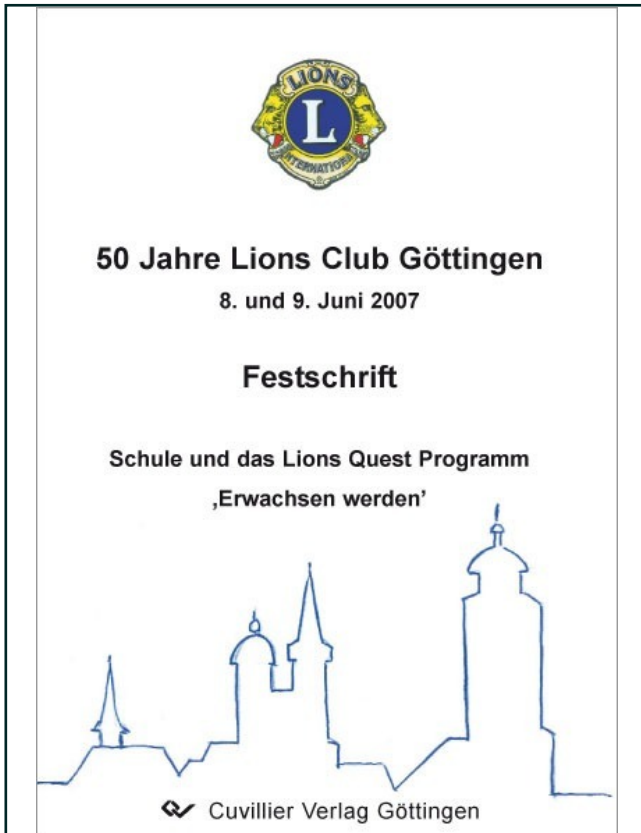 LIONS
L
INTERNATIONAL
50 Jahre Lions Club Göttingen
8. und 9. Juni 2007
Festschrift
Schule und das Lions Quest Programm
‚Erwachsen werden’
Cuvillier Verlag Göttingen